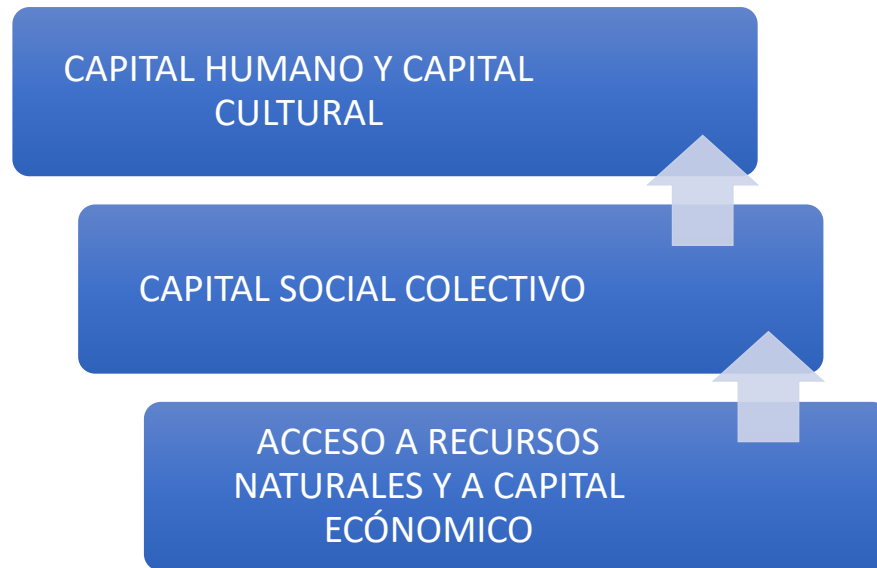 CAPITAL HUMANO Y CAPITAL
CULTURAL
CAPITAL SOCIAL COLECTIVO
ACCESO A RECURSOS
NATURALES Y A CAPITAL
ECÓNOMICO